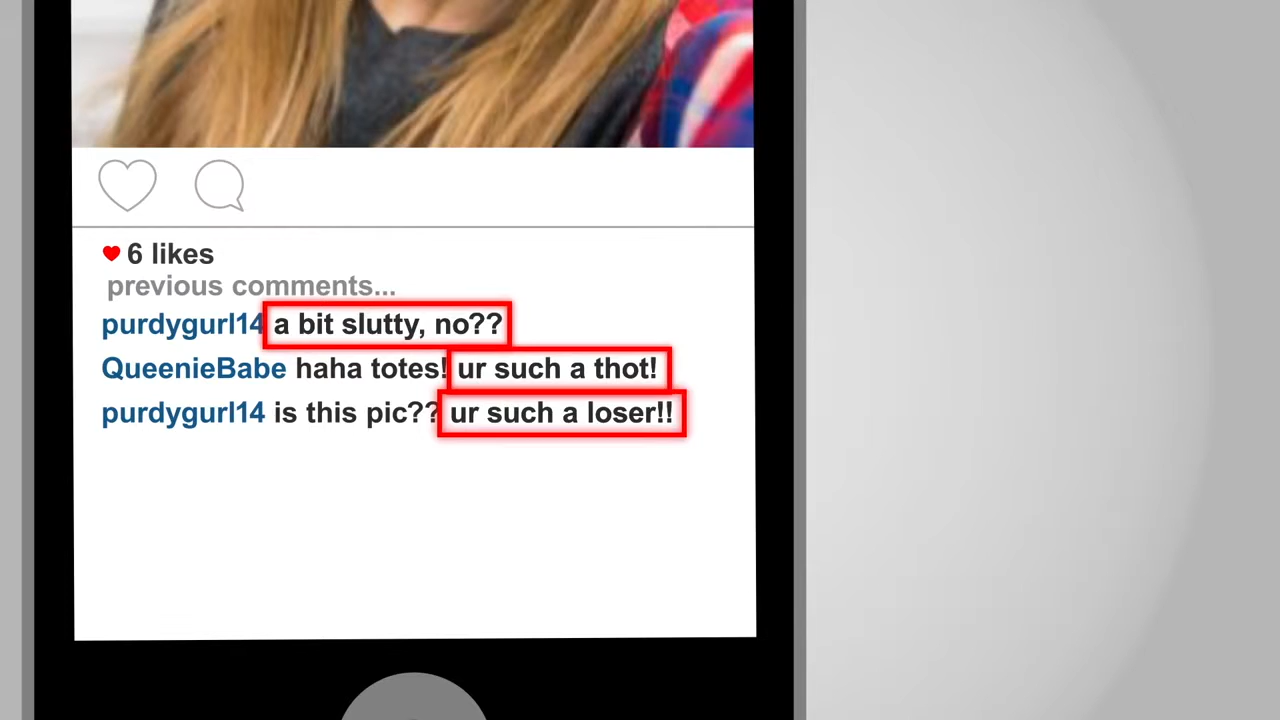 6 likes
previous comments...
purdygurl14 a bit slutty, no??
QueenieBabe haha totes! ur such a thot!
purdygurl14 is this pic?? ur such a loser!!